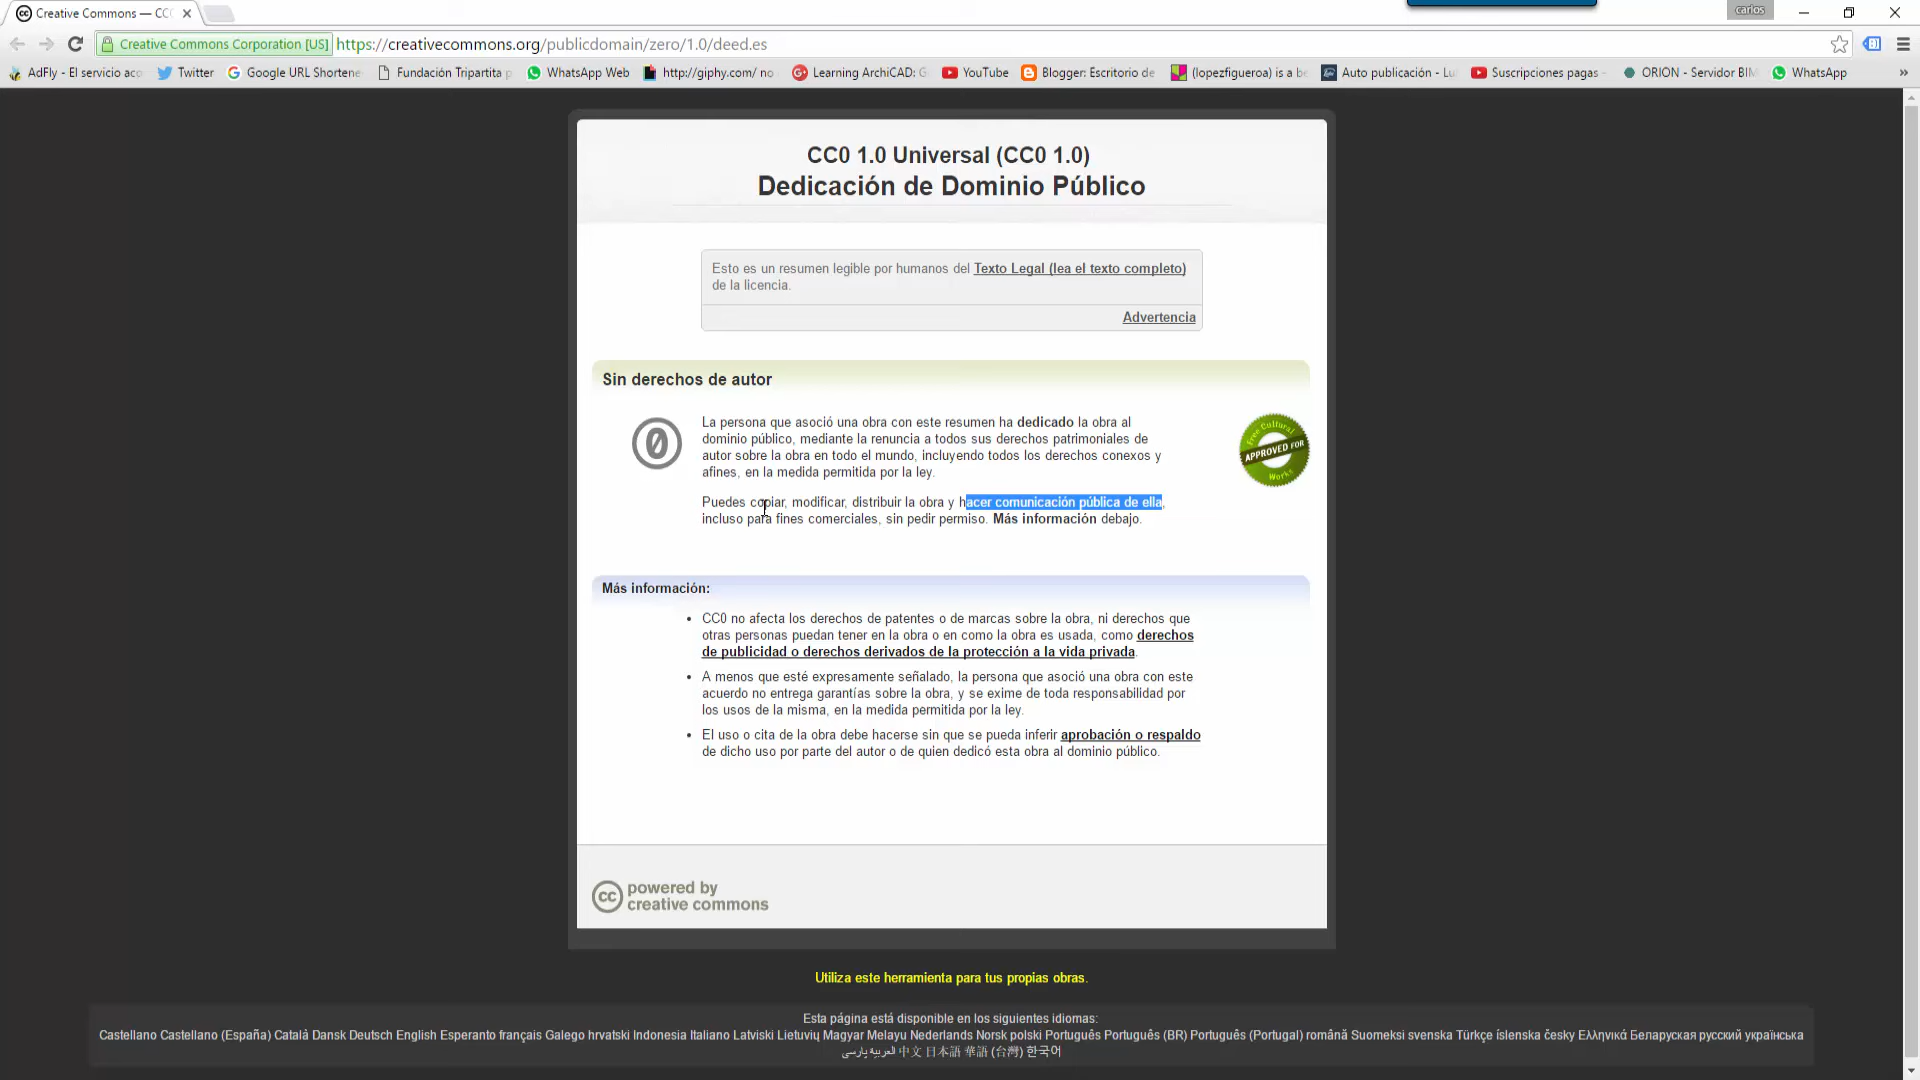 Creative Commons — CC
carlos
Creative Commons Corporation [US] https://creativecommons.org/publicdomain/zero/1.0/deed.es
AdFly - El servicio aco Twitter Google URL Shortene Fundación Tripartita p WhatsApp Web http://giphy.com/ no Learning ArchiCAD: G YouTube Blogger: Escritorio de (lopezfigueroa) is a be Auto publicación - Lu Suscripciones pagas - ORION - Servidor BIM WhatsApp »
CC0 1.0 Universal (CC0 1.0)
Dedicación de Dominio Público
Esto es un resumen legible por humanos del Texto Legal (lea el texto completo)
de la licencia.
Advertencia
Sin derechos de autor
La persona que asoció una obra con este resumen ha dedicado la obra al
dominio público, mediante la renuncia a todos sus derechos patrimoniales de
autor sobre la obra en todo el mundo, incluyendo todos los derechos conexos y
afines, en la medida permitida por la ley.
Free Cultural
APPROVED FOR
Works
Puedes copiar, modificar, distribuir la obra y hacer comunicación pública de ella,
incluso para fines comerciales, sin pedir permiso. Más información debajo.
Más información:
• CC0 no afecta los derechos de patentes o de marcas sobre la obra, ni derechos que
otras personas puedan tener en la obra o en como la obra es usada, como derechos
de publicidad o derechos derivados de la protección a la vida privada.
• A menos que esté expresamente señalado, la persona que asoció una obra con este
acuerdo no entrega garantías sobre la obra, y se exime de toda responsabilidad por
los usos de la misma, en la medida permitida por la ley.
• El uso o cita de la obra debe hacerse sin que se pueda inferir aprobación o respaldo
de dicho uso por parte del autor o de quien dedicó esta obra al dominio público.
cc powered by
creative commons
Utiliza este herramienta para tus propias obras.
Esta página está disponible en los siguientes idiomas:
Castellano Castellano (España) Català Dansk Deutsch English Esperanto français Galego hrvatski Indonesia Italiano Latviski Lietuvių Magyar Melayu Nederlands Norsk polski Português Português (BR) Português (Portugal) română Suomeksi svenska Türkçe íslenska česky Ελληνικά Беларуская русский українська
العربية پارسی 中文 日本語 華語 (台灣) 한국어